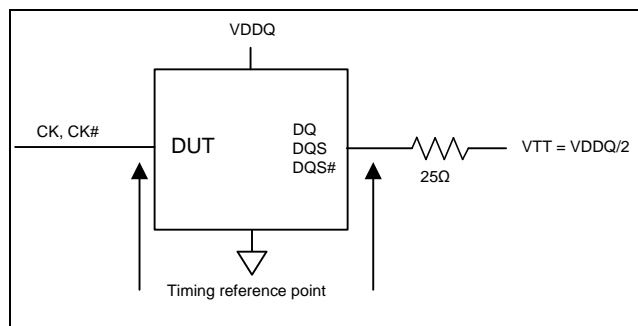 VDDQ
CK, CK#
DUT
DQ
DQS
DQS#
VTT = VDDQ/2
25Ω
Timing reference point